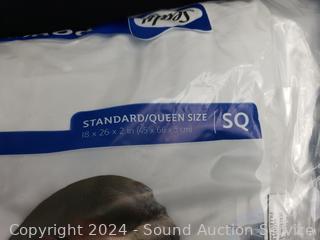 Sealy
STANDARD/QUEEN SIZE
18 x 26 x 2 in (45 x 66 x 5 cm)
SQ
Copyright 2024 - Sound Auction Service